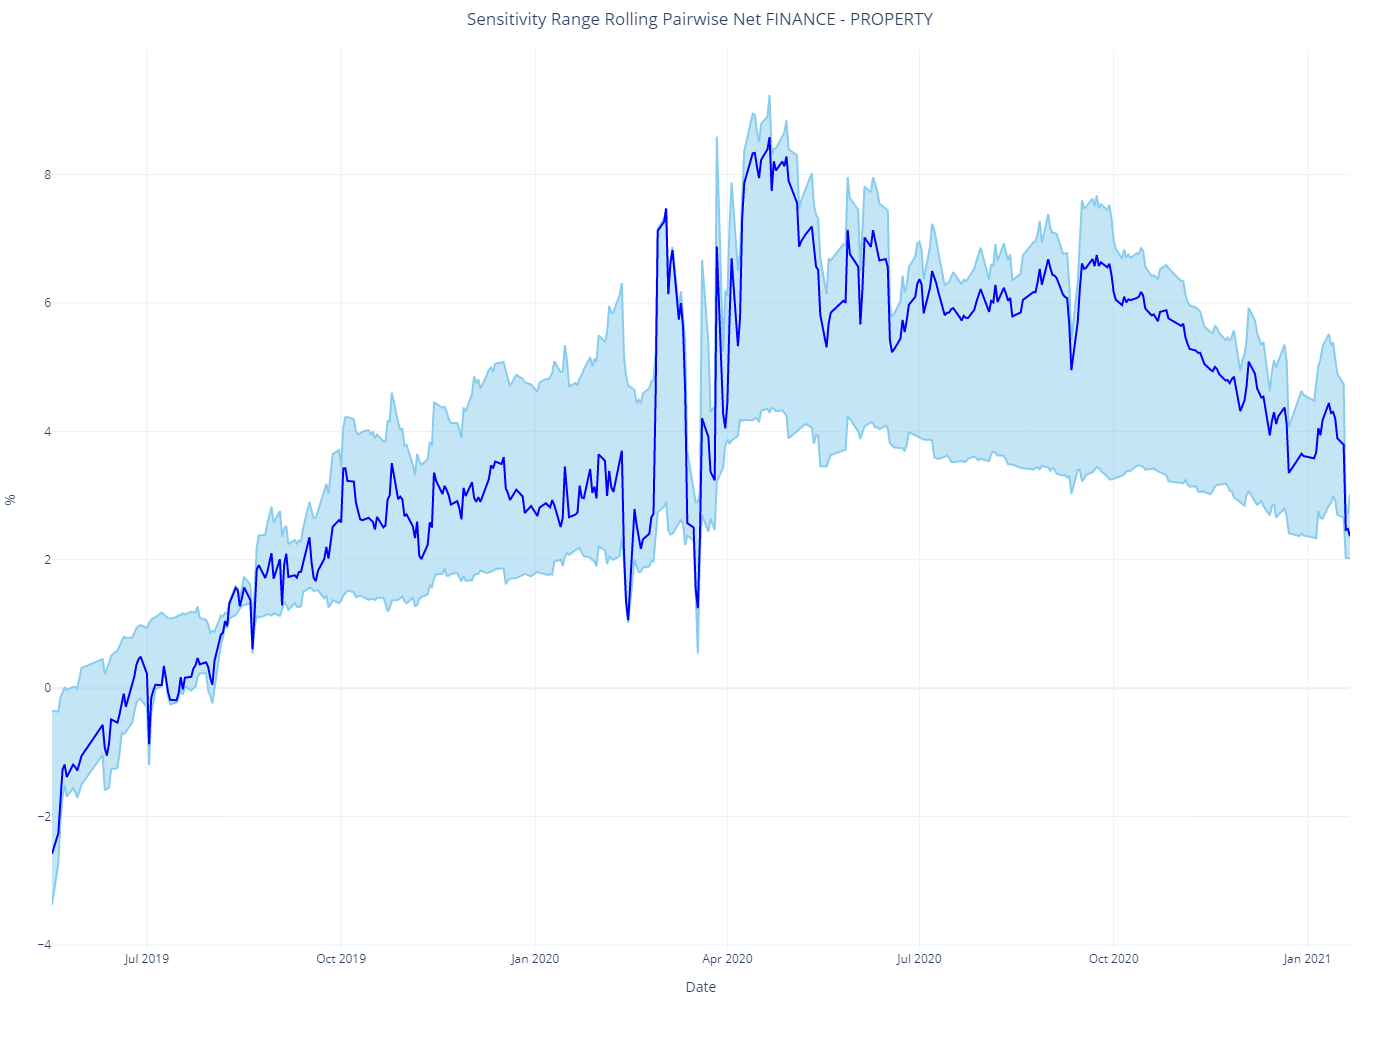 Sensitivity Range Rolling Pairwise Net FINANCE - PROPERTY
%
8
6
4
2
0
−2
−4
Jul 2019
Oct 2019
Jan 2020
Apr 2020
Jul 2020
Oct 2020
Jan 2021
Date